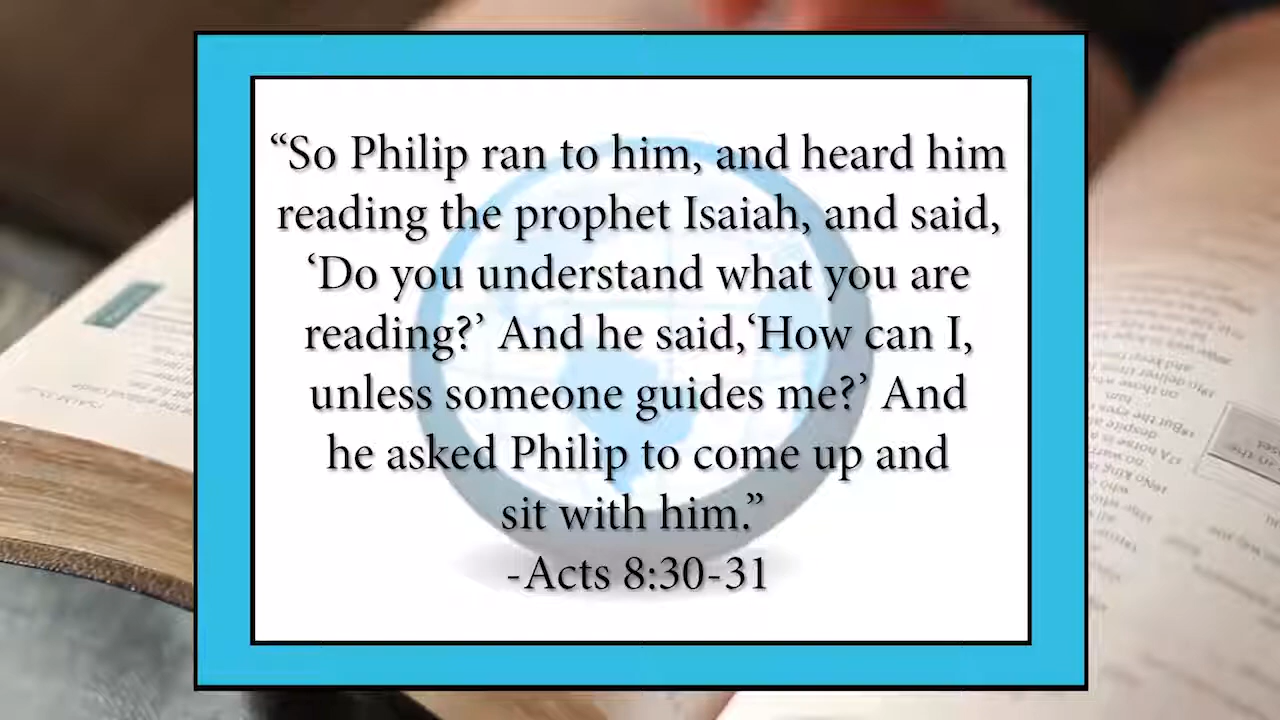 “So Philip ran to him, and heard him
reading the prophet Isaiah, and said,
‘Do you understand what you are
reading?’ And he said,‘How can I,
unless someone guides me?’ And
he asked Philip to come up and
sit with him.”
-Acts 8:30-31